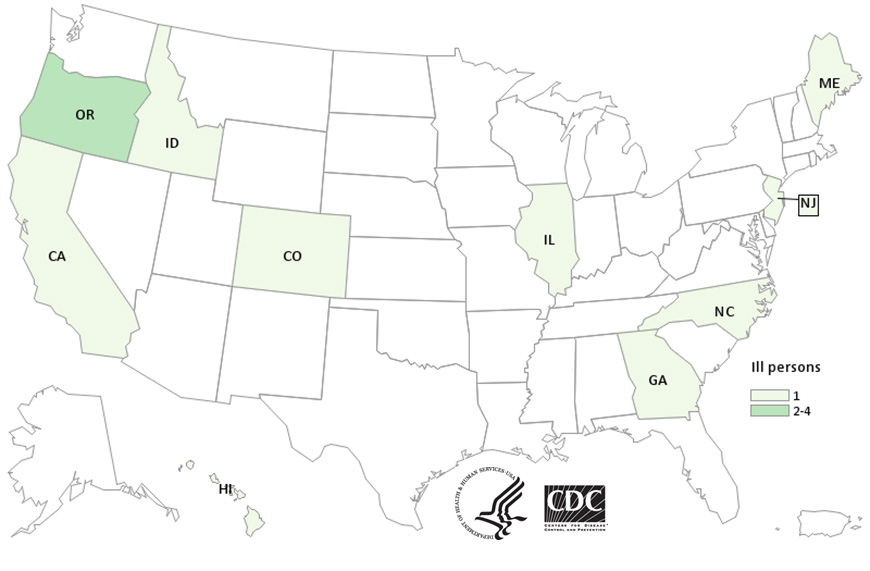 ME
OR
ID
NJ
IL
CA
CO
NC
Ill persons
GA
1
2-4
HI
DEPARTMENT OF HEALTH & HUMAN SERVICES·USA
CDC
CENTERS FOR DISEASE
CONTROL AND PREVENTION